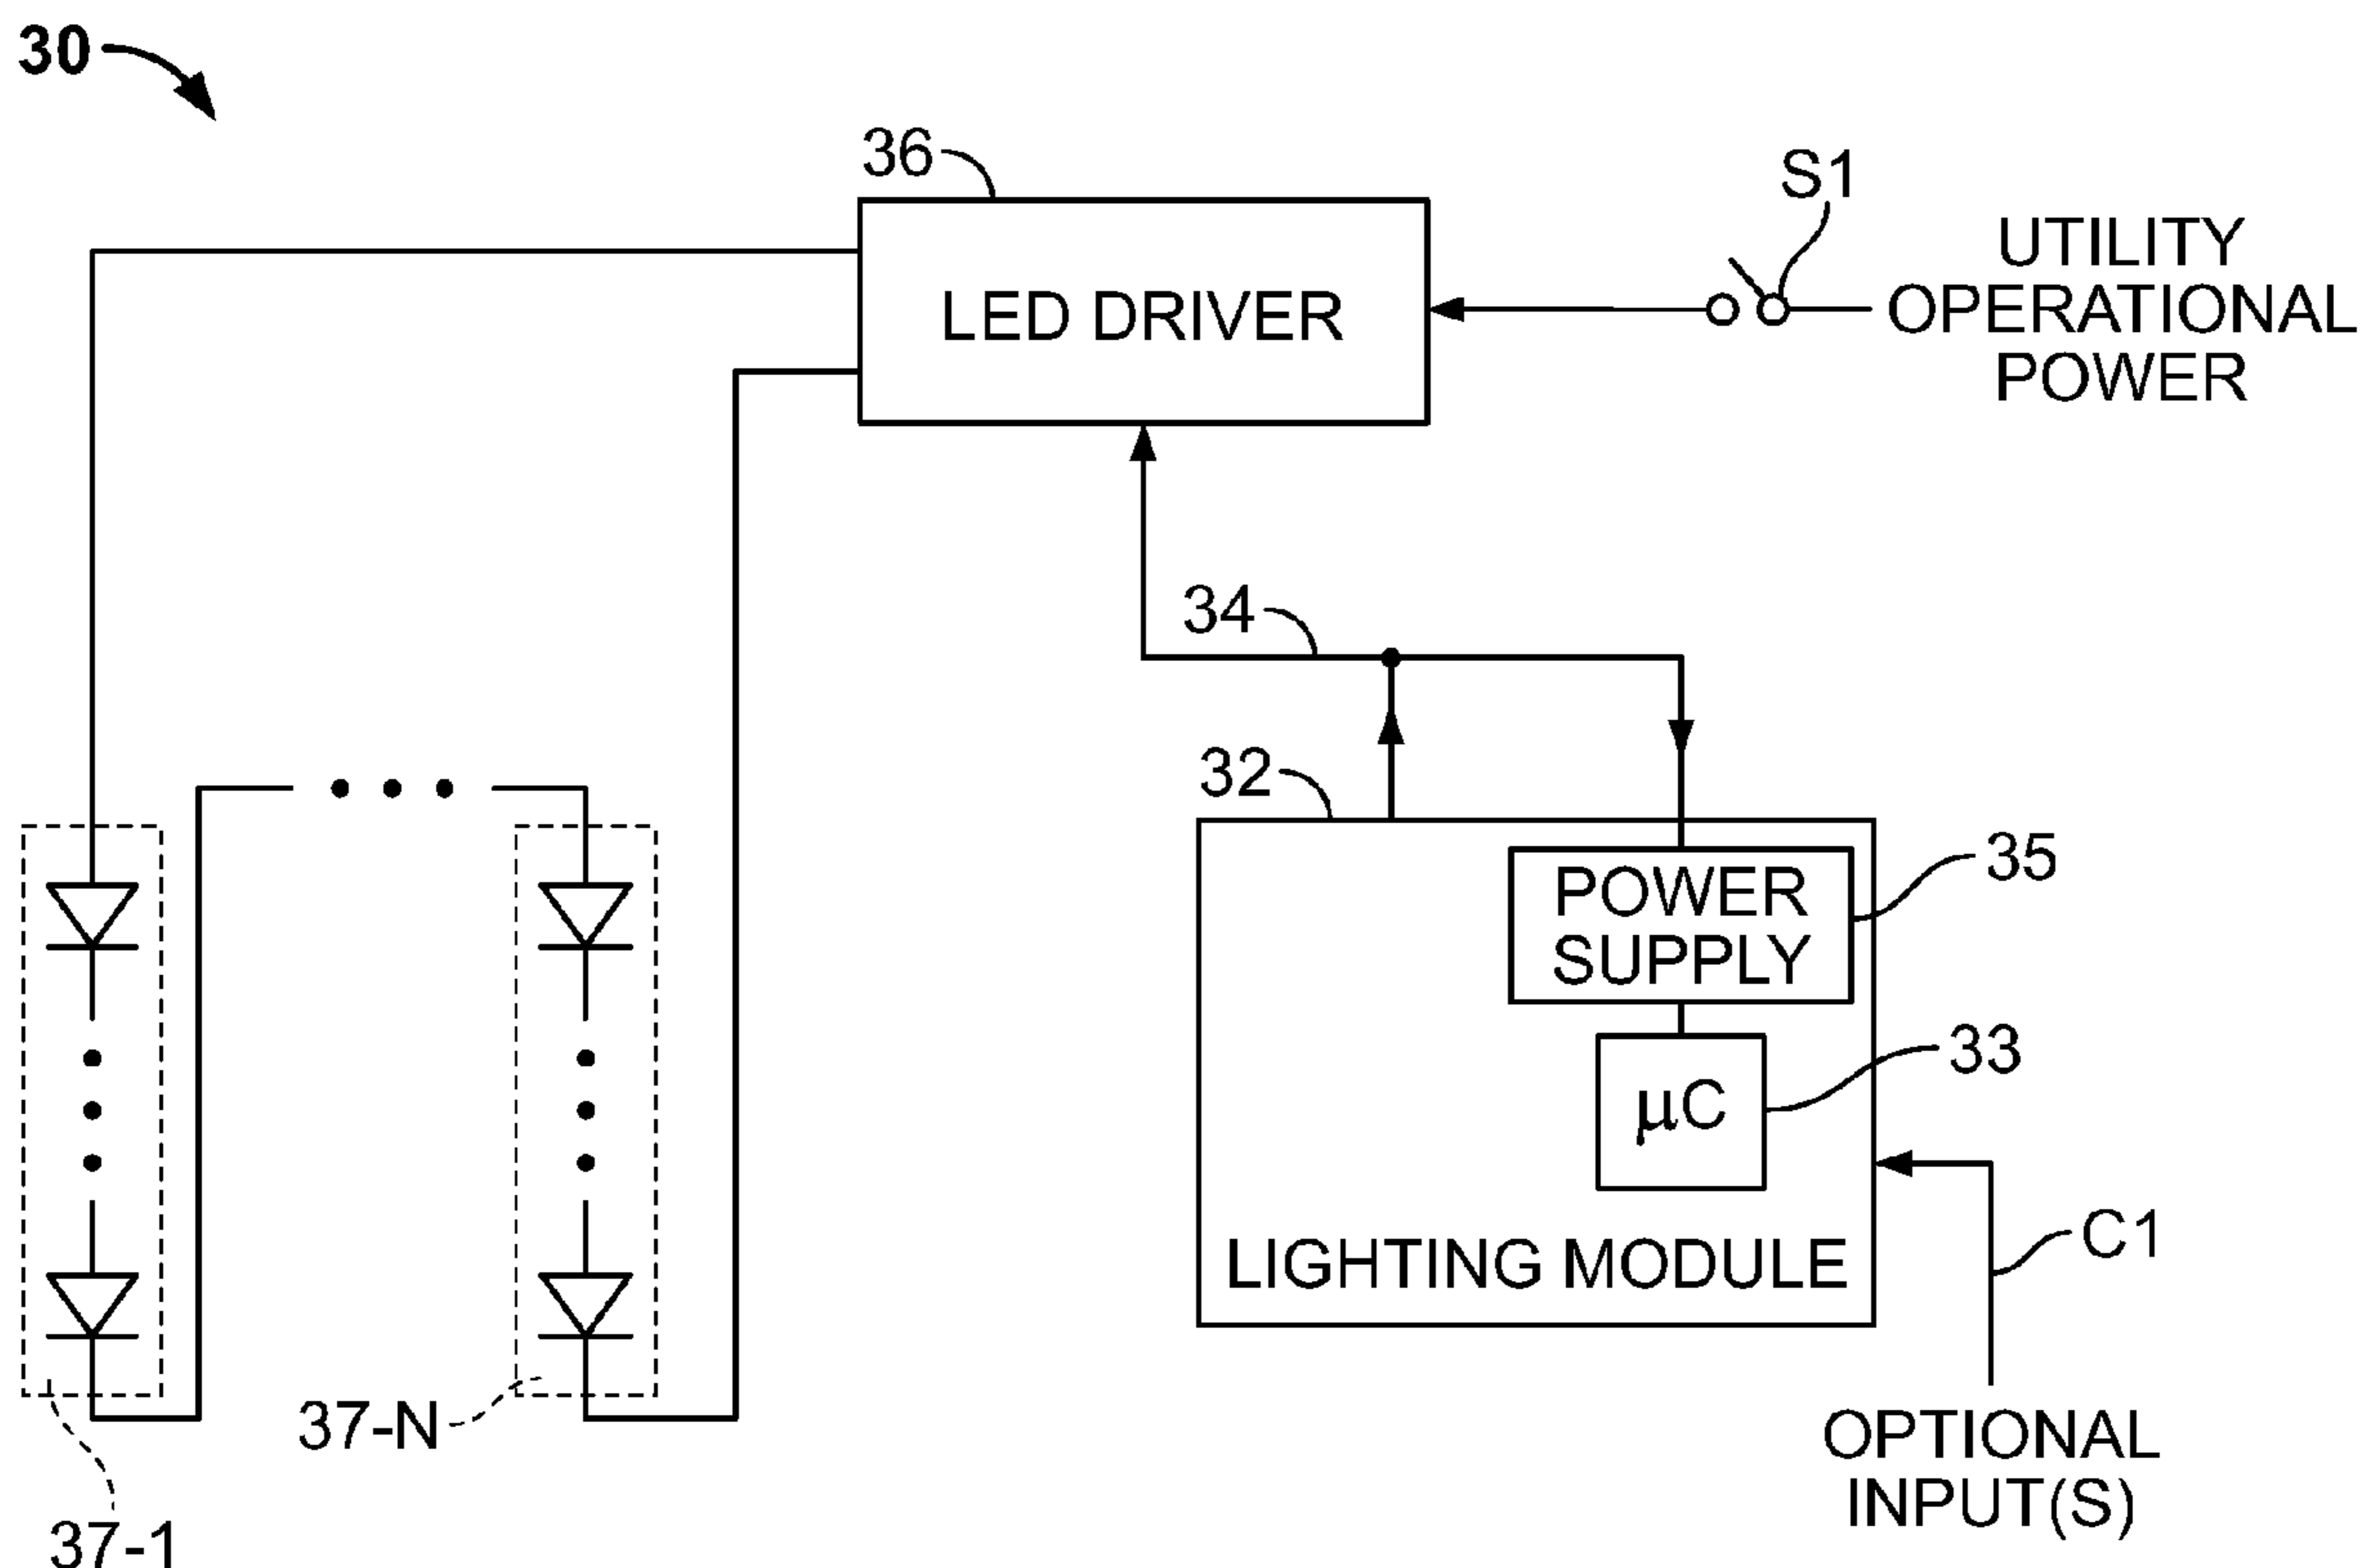 30
36
S1
UTILITY
OPERATIONAL
POWER
LED DRIVER
34
32
35
POWER
SUPPLY
33
µC
LIGHTING MODULE
C1
37-N
OPTIONAL
INPUT(S)
37-1